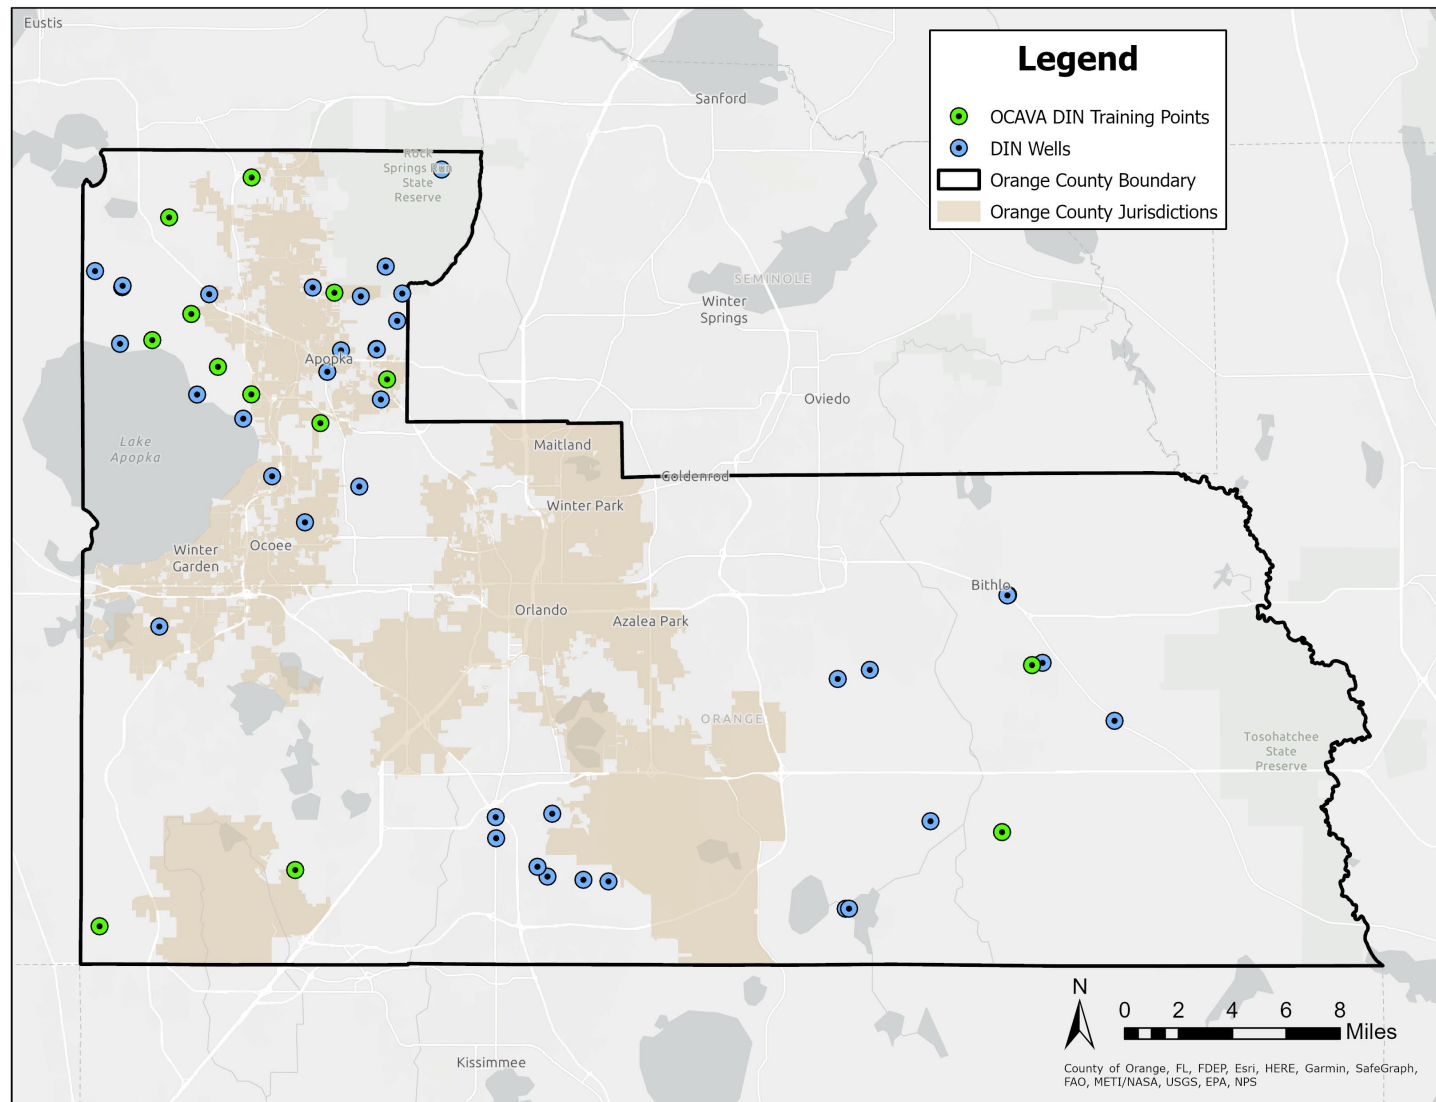 Eustis
Sanford
Legend
OCAVA DIN Training Points
DIN Wells
Orange County Boundary
Orange County Jurisdictions
Rock
Springs Run
State
Reserve
SEMINOLE
Winter
Springs
Apopka
Oviedo
Lake
Apopka
Maitland
Goldenrod
Winter Park
Ocoee
Winter
Garden
Bithlo
Orlando
Azalea Park
ORANGE
Tosohatchee
State
Preserve
N
0 2 4 6 8
Miles
Kissimmee
County of Orange, FL, FDEP, Esri, HERE, Garmin, SafeGraph,
FAO, METI/NASA, USGS, EPA, NPS